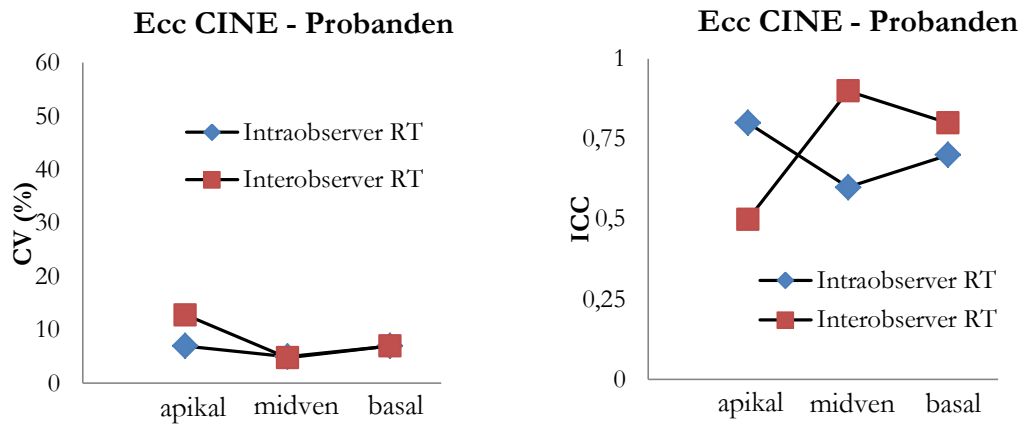 Ecc CINE - Probanden
CV (%)
60
50
40
30
20
10
0
Intraobserver RT
Interobserver RT
apikal midven basal
Ecc CINE - Probanden
ICC
1
0,75
0,5
0,25
0
Intraobserver RT
Interobserver RT
apikal midven basal